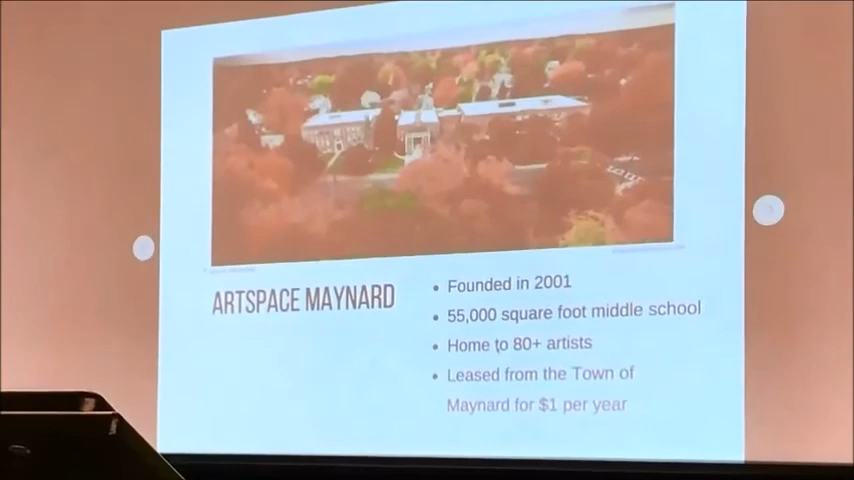 ARTSPACE MAYNARD
• Founded in 2001
• 55,000 square foot middle school
• Home to 80+ artists
• Leased from the Town of
Maynard for $1 per year